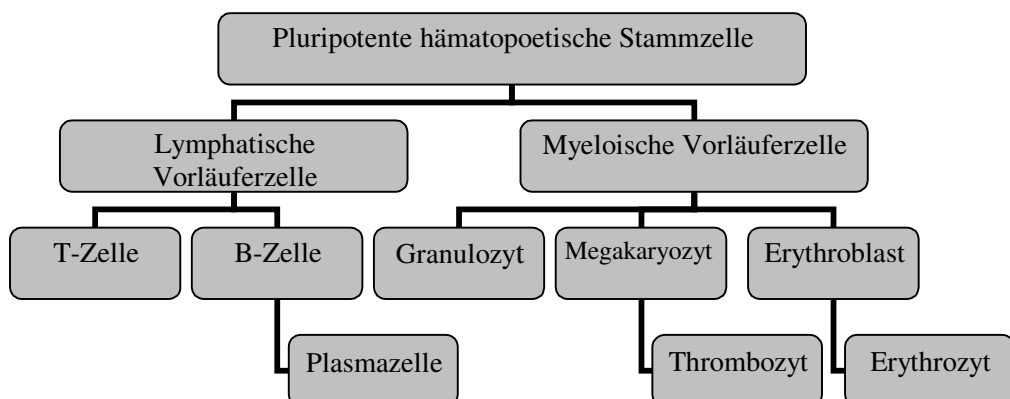 Pluripotente hämatopoetische Stammzelle
Lymphatische
Vorläuferzelle
Myeloische Vorläuferzelle
T-Zelle
B-Zelle
Granulozyt
Megakaryozyt
Erythroblast
Plasmazelle
Thrombozyt
Erythrozyt